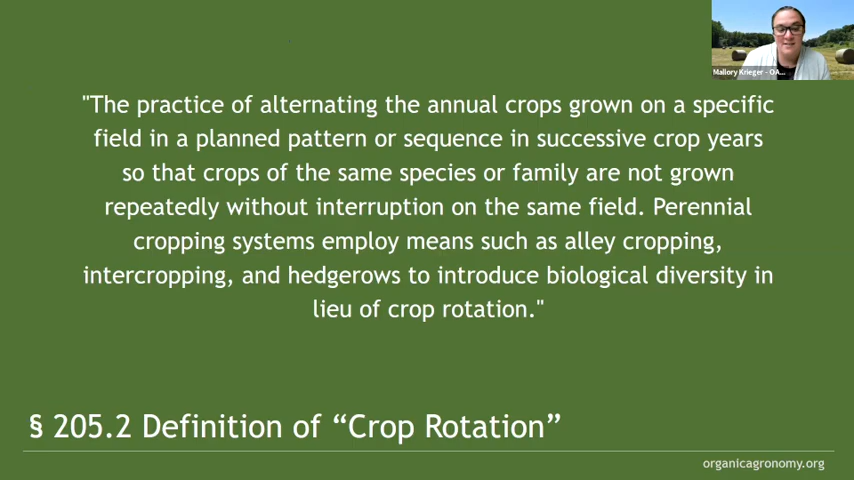 Mallory Krieger - OA...
"The practice of alternating the annual crops grown on a specific
field in a planned pattern or sequence in successive crop years
so that crops of the same species or family are not grown
repeatedly without interruption on the same field. Perennial
cropping systems employ means such as alley cropping,
intercropping, and hedgerows to introduce biological diversity in
lieu of crop rotation."
§ 205.2 Definition of “Crop Rotation”
organicagronomy.org